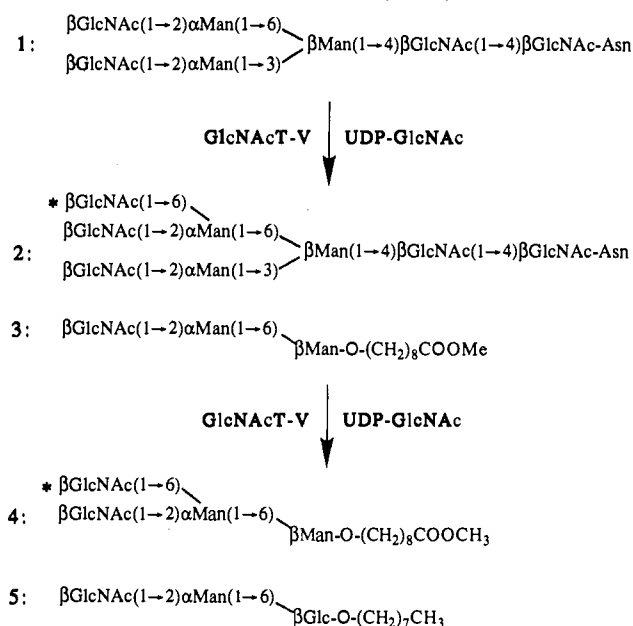 βGlcNAc(1→2)αMan(1→6)
1: βMan(1→4)βGlcNAc(1→4)βGlcNAc-Asn
βGlcNAc(1→2)αMan(1→3)
GlcNAcT-V UDP-GlcNAc
* βGlcNAc(1→6)
βGlcNAc(1→2)αMan(1→6)
2: βMan(1→4)βGlcNAc(1→4)βGlcNAc-Asn
βGlcNAc(1→2)αMan(1→3)
3: βGlcNAc(1→2)αMan(1→6)
βMan-O-(CH₂)₈COOMe
GlcNAcT-V UDP-GlcNAc
* βGlcNAc(1→6)
4: βGlcNAc(1→2)αMan(1→6)
βMan-O-(CH₂)₈COOCH₃
5: βGlcNAc(1→2)αMan(1→6)
βGlc-O-(CH₂)₇CH₃